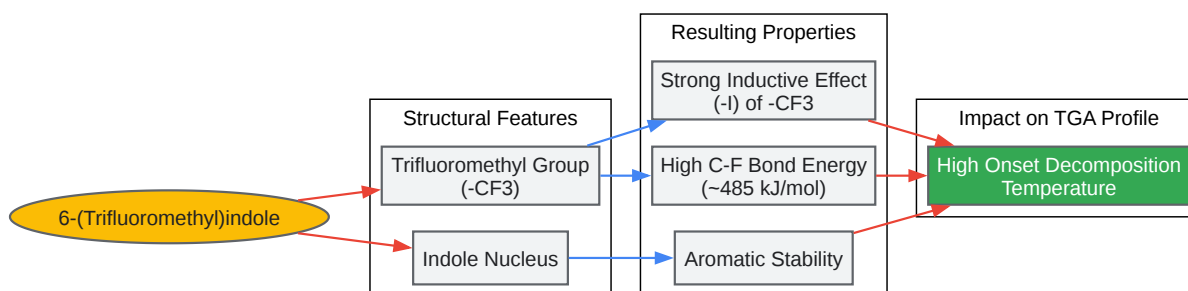 6-(Trifluoromethyl)indole
Structural Features
Trifluoromethyl Group
(-CF3)
Indole Nucleus
Resulting Properties
Strong Inductive Effect
(-I) of -CF3
High C-F Bond Energy
(~485 kJ/mol)
Aromatic Stability
Impact on TGA Profile
High Onset Decomposition
Temperature